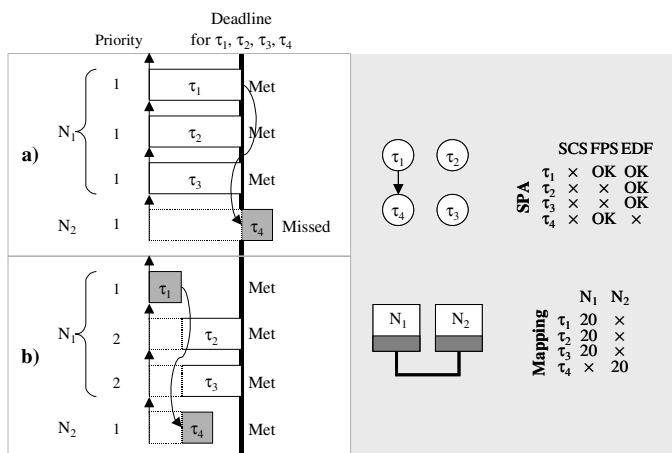 Deadline
Priority for τ1, τ2, τ3, τ4
a)
N1
1 τ1 Met
1 τ2 Met
1 τ3 Met
N2 1 τ4 Missed
b)
N1
1 τ1 Met
2 τ2 Met
2 τ3 Met
N2 1 τ4 Met
τ1 τ2
τ4 τ3
SPA
SCS FPS EDF
τ1 × OK OK
τ2 × × OK
τ3 × × OK
τ4 × OK ×
N1 N2
Mapping
N1 N2
τ1 20 ×
τ2 20 ×
τ3 20 ×
τ4 × 20